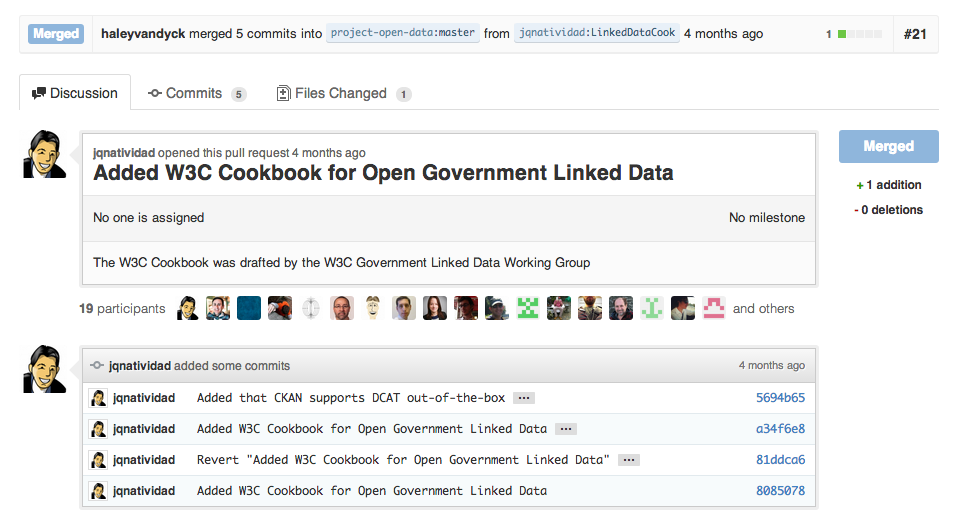 Merged haleyvandyck merged 5 commits into project-open-data:master from jqnatividad:LinkedDataCook 4 months ago 1 #21
Discussion Commits 5 Files Changed 1
jqnatividad opened this pull request 4 months ago
Added W3C Cookbook for Open Government Linked Data
Merged
+ 1 addition
- 0 deletions
No one is assigned No milestone
The W3C Cookbook was drafted by the W3C Government Linked Data Working Group
19 participants and others
jqnatividad added some commits 4 months ago
jqnatividad Added that CKAN supports DCAT out-of-the-box ... 5694b65
jqnatividad Added W3C Cookbook for Open Government Linked Data ... a34f6e8
jqnatividad Revert "Added W3C Cookbook for Open Government Linked Data" ... 81ddca6
jqnatividad Added W3C Cookbook for Open Government Linked Data 8085078